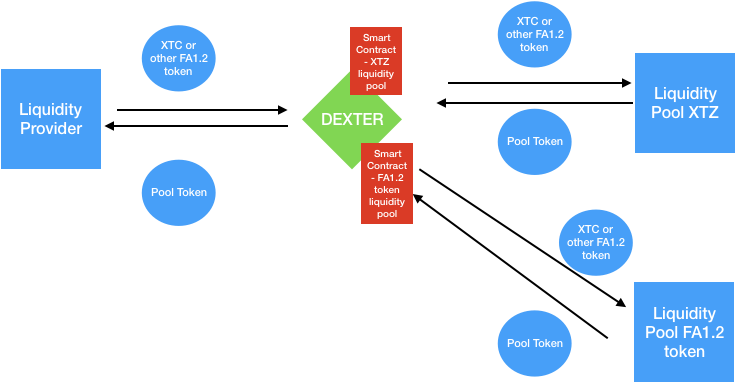 XTC or
other FA1.2
token
Liquidity
Provider
Pool Token
Smart
Contract
- XTZ
liquidity
pool
DEXTER
Smart
Contract
- FA1.2
token
liquidity
pool
XTC or
other FA1.2
token
Liquidity
Pool XTZ
Pool Token
XTC or
other FA1.2
token
Liquidity
Pool FA1.2
token
Pool Token